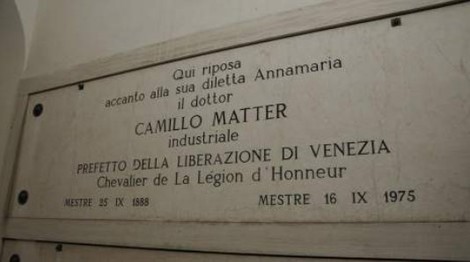 Qui riposa
accanto alla sua diletta Annamaria
il dottor
CAMILLO MATTER
industriale
PREFETTO DELLA LIBERAZIONE DI VENEZIA
Chevalier de La Légion d'Honneur
MESTRE 25 IX 1888 MESTRE 16 IX 1975